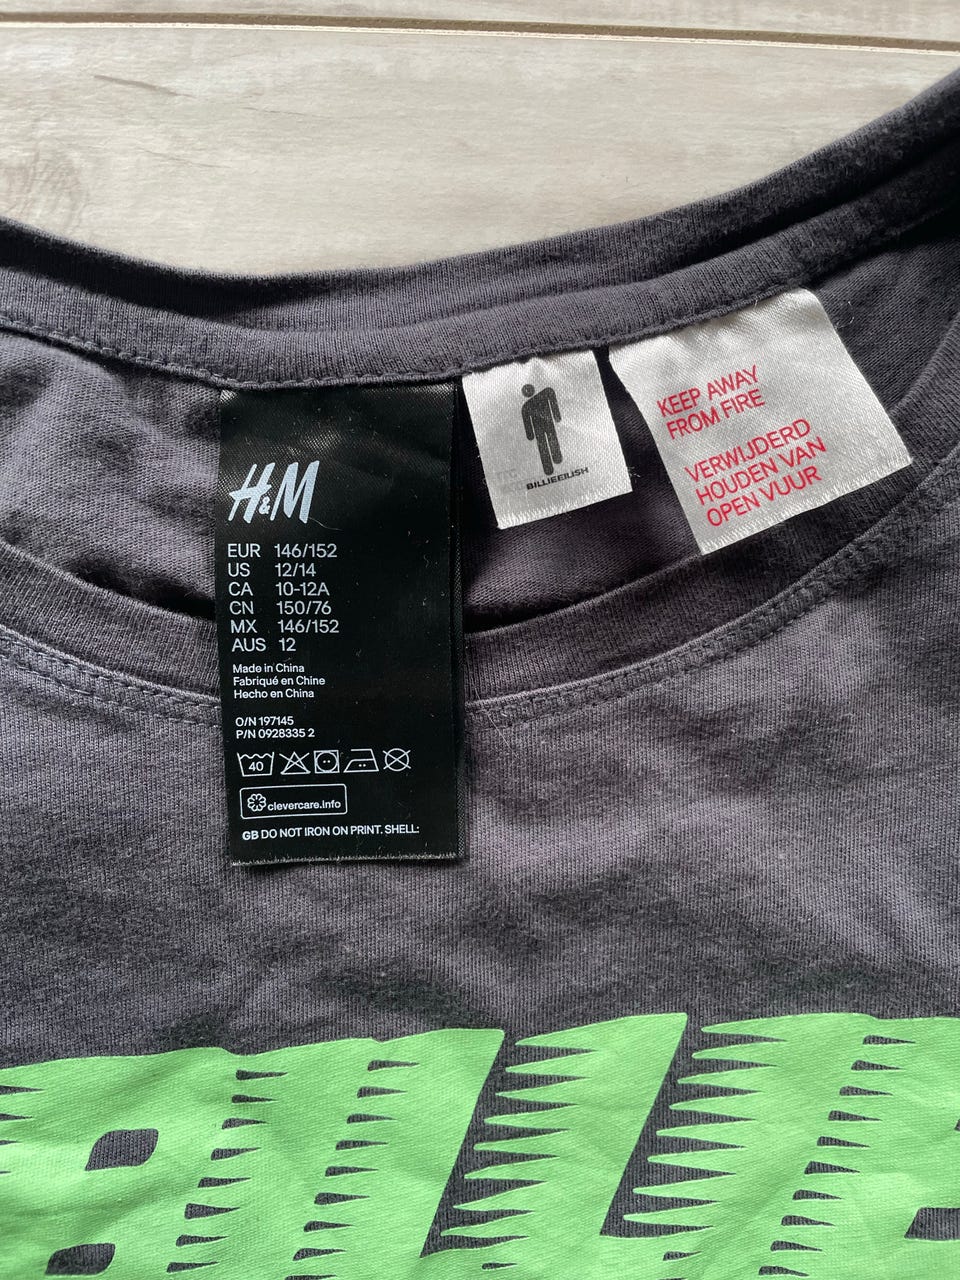 H&M
EUR 146/152
US 12/14
CA 10-12A
CN 150/76
MX 146/152
AUS 12
Made in China
Fabriqué en Chine
Hecho en China
O/N 197145
P/N 0928335 2
40
clevercare.info
GB DO NOT IRON ON PRINT. SHELL:
BILLIEEILISH
KEEP AWAY
FROM FIRE
VERWIJDERD
HOUDEN VAN
OPEN VUUR